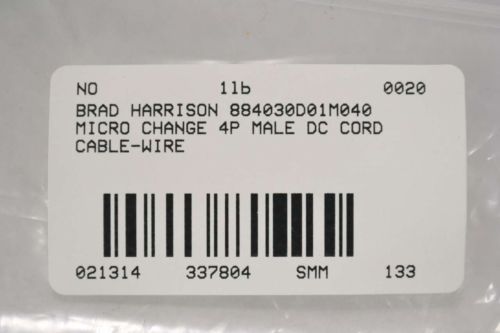 NO 1lb 0020
BRAD HARRISON 884030D01M040
MICRO CHANGE 4P MALE DC CORD
CABLE-WIRE
021314 337804 SMM 133